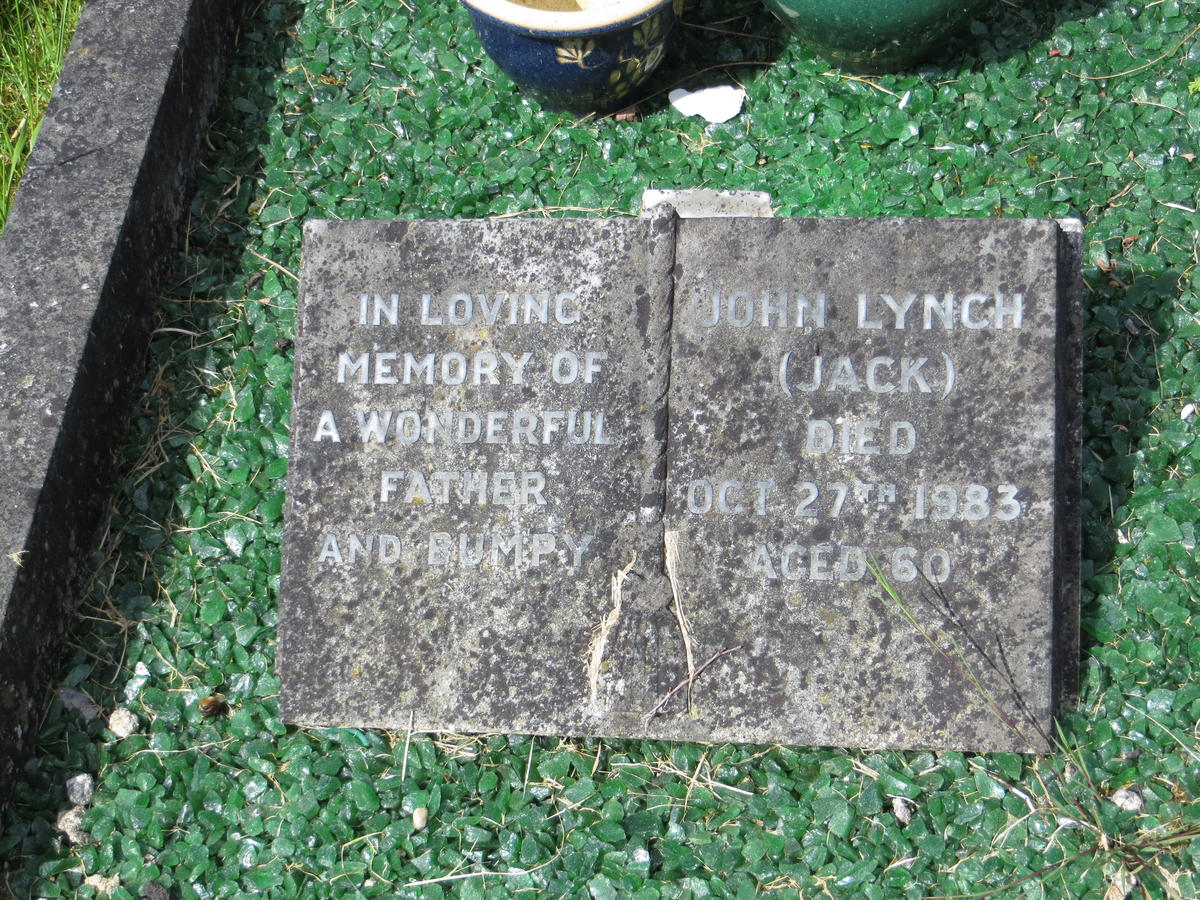 IN LOVING
MEMORY OF
A WONDERFUL
FATHER
AND BUMPY
JOHN LYNCH
(JACK)
DIED
OCT. 27TH 1983
AGED 60